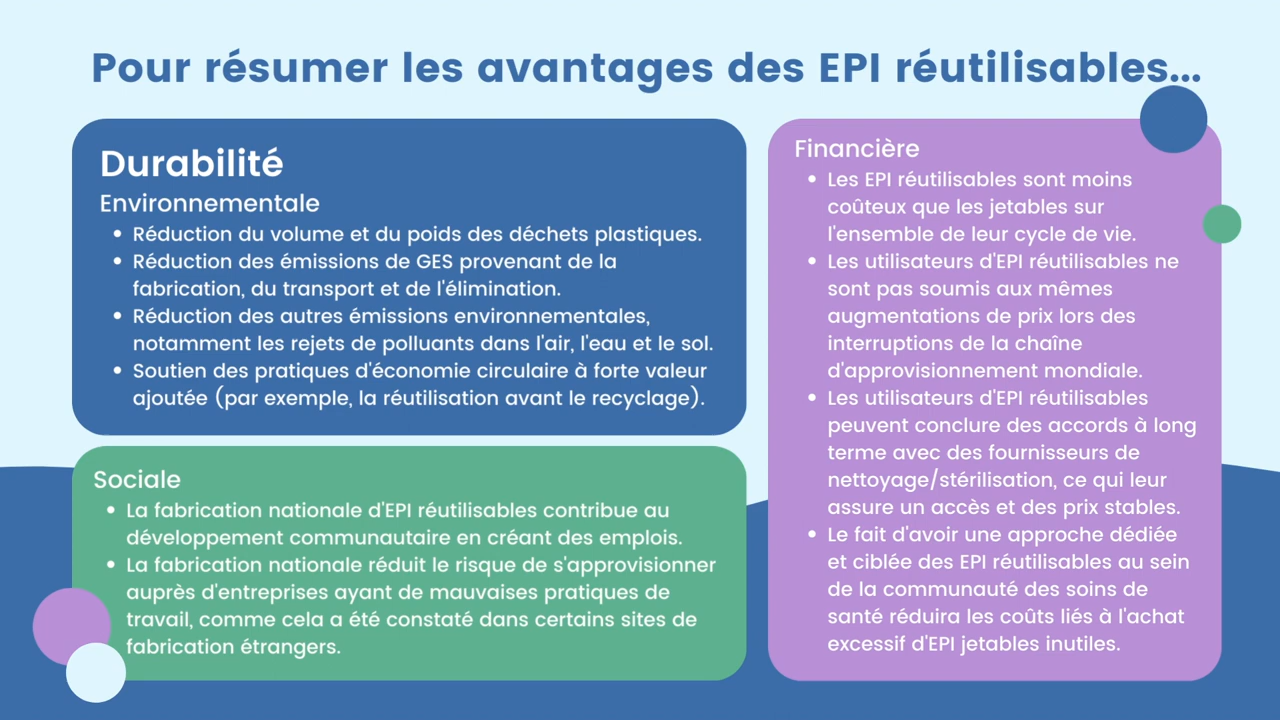 Pour résumer les avantages des EPI réutilisables...
Durabilité
Environnementale
• Réduction du volume et du poids des déchets plastiques.
• Réduction des émissions de GES provenant de la
fabrication, du transport et de l'élimination.
• Réduction des autres émissions environnementales,
notamment les rejets de polluants dans l'air, l'eau et le sol.
• Soutien des pratiques d'économie circulaire à forte valeur
ajoutée (par exemple, la réutilisation avant le recyclage).
Sociale
• La fabrication nationale d'EPI réutilisables contribue au
développement communautaire en créant des emplois.
• La fabrication nationale réduit le risque de s'approvisionner
auprès d'entreprises ayant de mauvaises pratiques de
travail, comme cela a été constaté dans certains sites de
fabrication étrangers.
Financière
• Les EPI réutilisables sont moins
coûteux que les jetables sur
l'ensemble de leur cycle de vie.
• Les utilisateurs d'EPI réutilisables ne
sont pas soumis aux mêmes
augmentations de prix lors des
interruptions de la chaîne
d'approvisionnement mondiale.
• Les utilisateurs d'EPI réutilisables
peuvent conclure des accords à long
terme avec des fournisseurs de
nettoyage/stérilisation, ce qui leur
assure un accès et des prix stables.
• Le fait d'avoir une approche dédiée
et ciblée des EPI réutilisables au sein
de la communauté des soins de
santé réduira les coûts liés à l'achat
excessif d'EPI jetables inutiles.